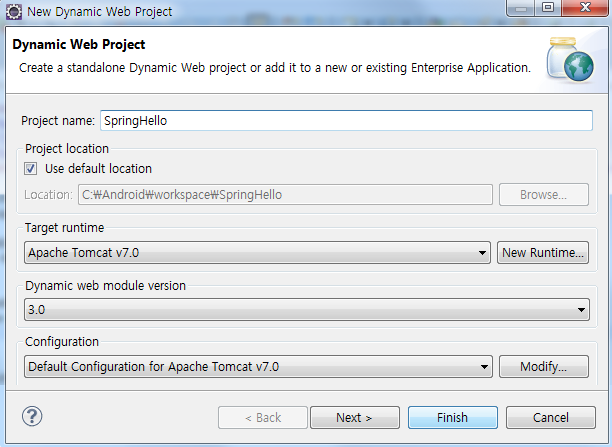 New Dynamic Web Project
Dynamic Web Project
Create a standalone Dynamic Web project or add it to a new or existing Enterprise Application.
Project name: SpringHello
Project location
Use default location
Location: C:₩Android₩workspace₩SpringHello Browse...
Target runtime
Apache Tomcat v7.0 New Runtime...
Dynamic web module version
3.0
Configuration
Default Configuration for Apache Tomcat v7.0 Modify...
? < Back Next > Finish Cancel